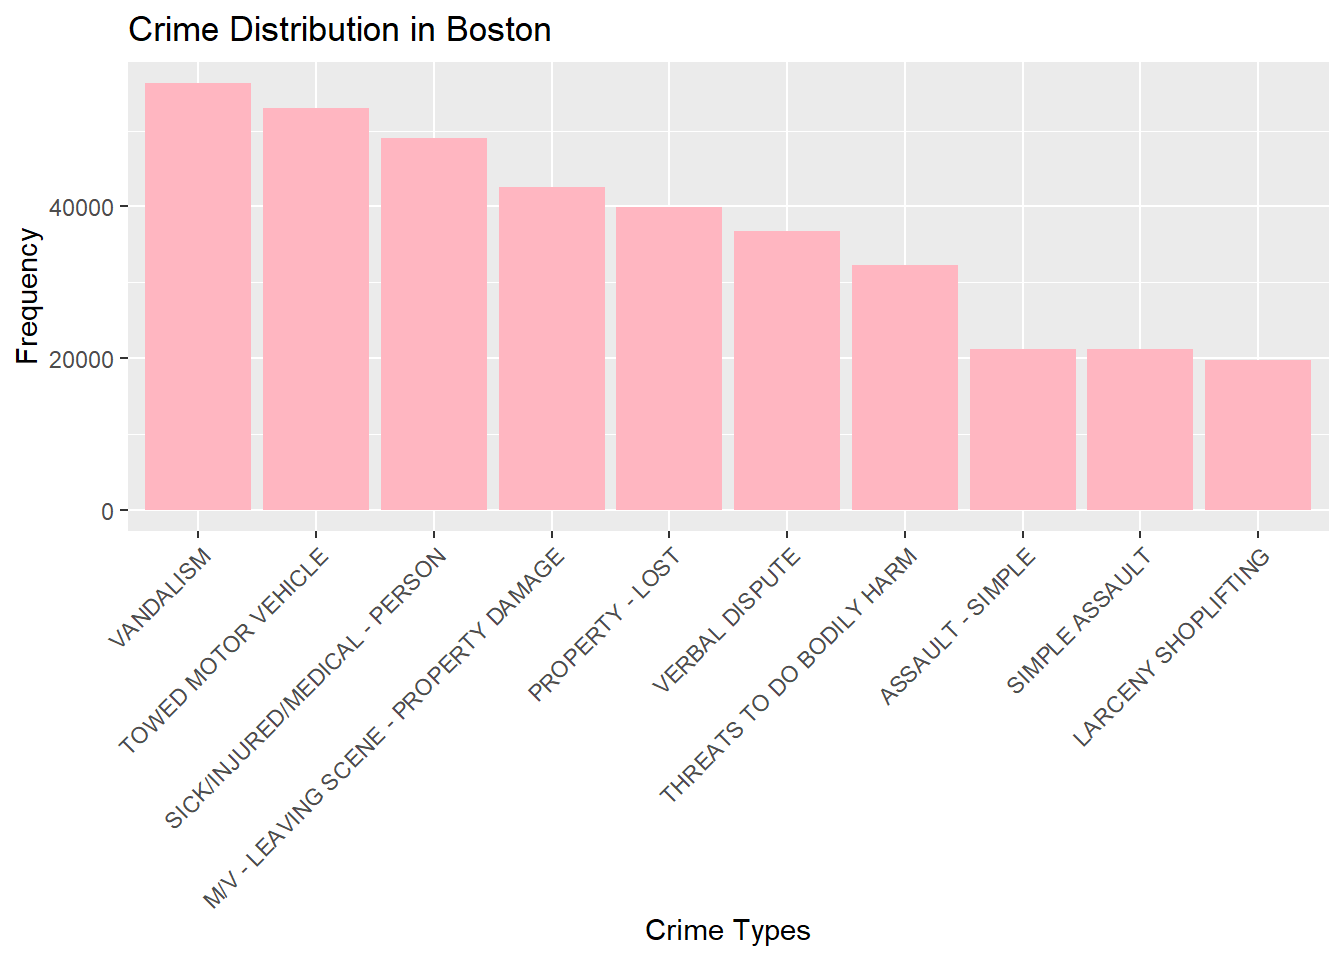 Crime Distribution in Boston
Frequency
40000
20000
0
VANDALISM
TOWED MOTOR VEHICLE
SICK/INJURED/MEDICAL - PERSON
M/V - LEAVING SCENE - PROPERTY DAMAGE
PROPERTY - LOST
VERBAL DISPUTE
THREATS TO DO BODILY HARM
ASSAULT - SIMPLE
SIMPLE ASSAULT
LARCENY SHOPLIFTING
Crime Types